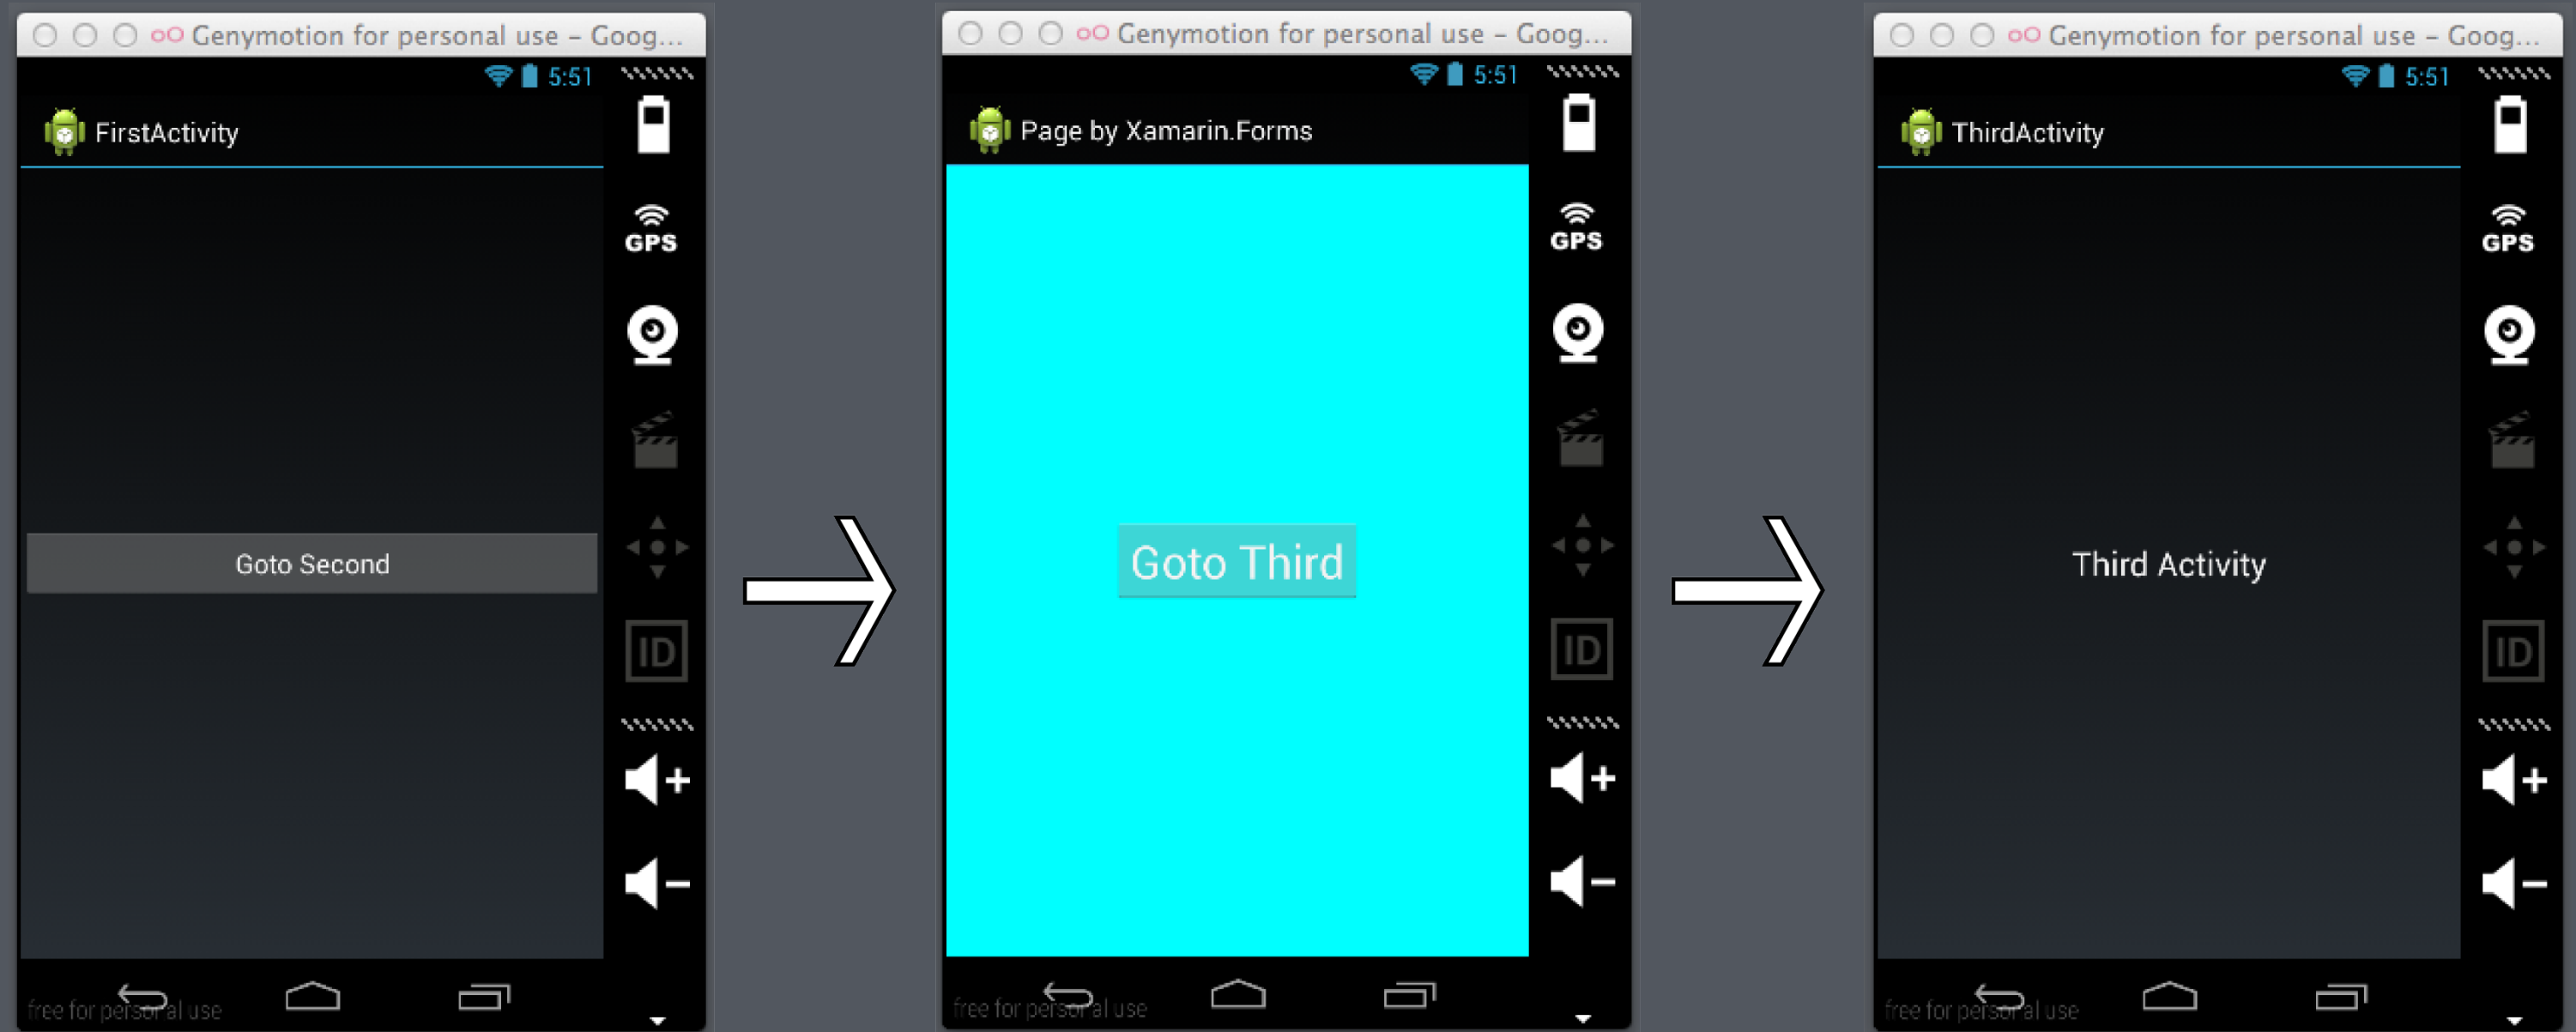 Genymotion for personal use – Goog...
5:51
FirstActivity
GPS
Goto Second
ID
free for personal use
Genymotion for personal use – Goog...
5:51
Page by Xamarin.Forms
GPS
Goto Third
ID
free for personal use
Genymotion for personal use – Goog...
5:51
ThirdActivity
GPS
Third Activity
ID
free for personal use